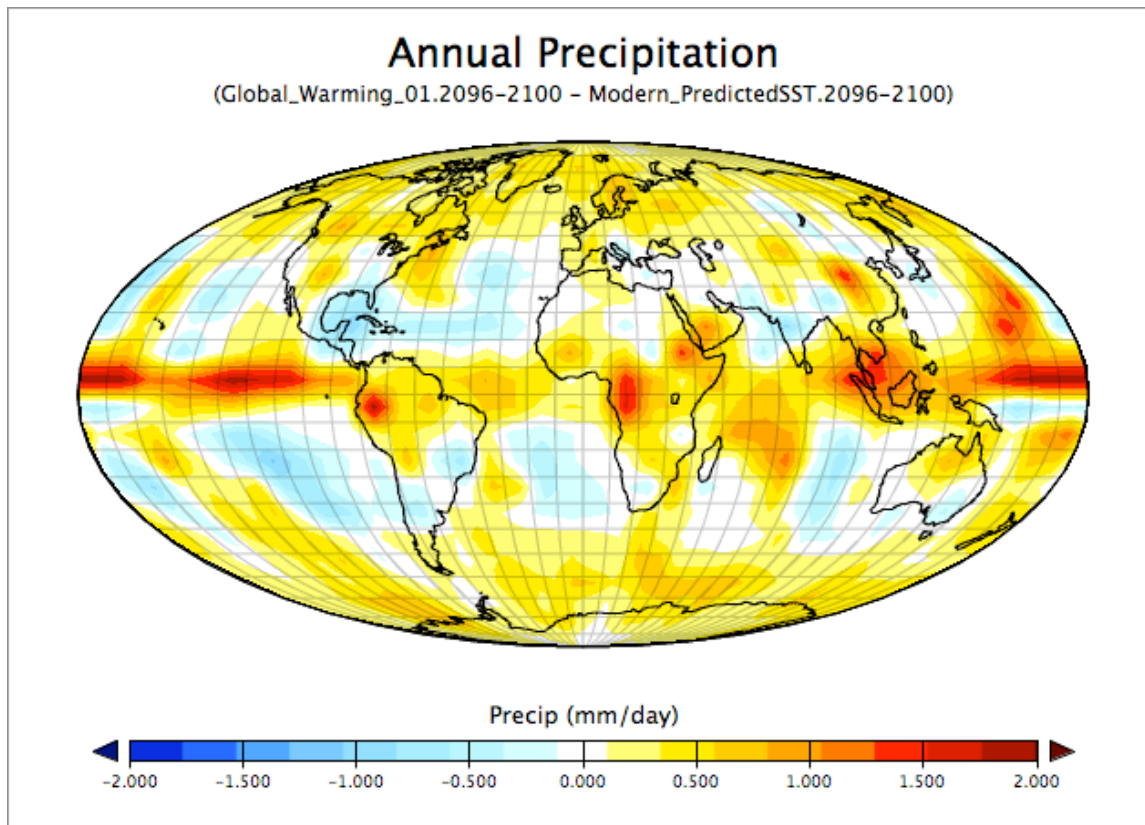 Annual Precipitation
(Global_Warming_01.2096-2100 - Modern_PredictedSST.2096-2100)
Precip (mm/day)
-2.000 -1.500 -1.000 -0.500 0.000 0.500 1.000 1.500 2.000